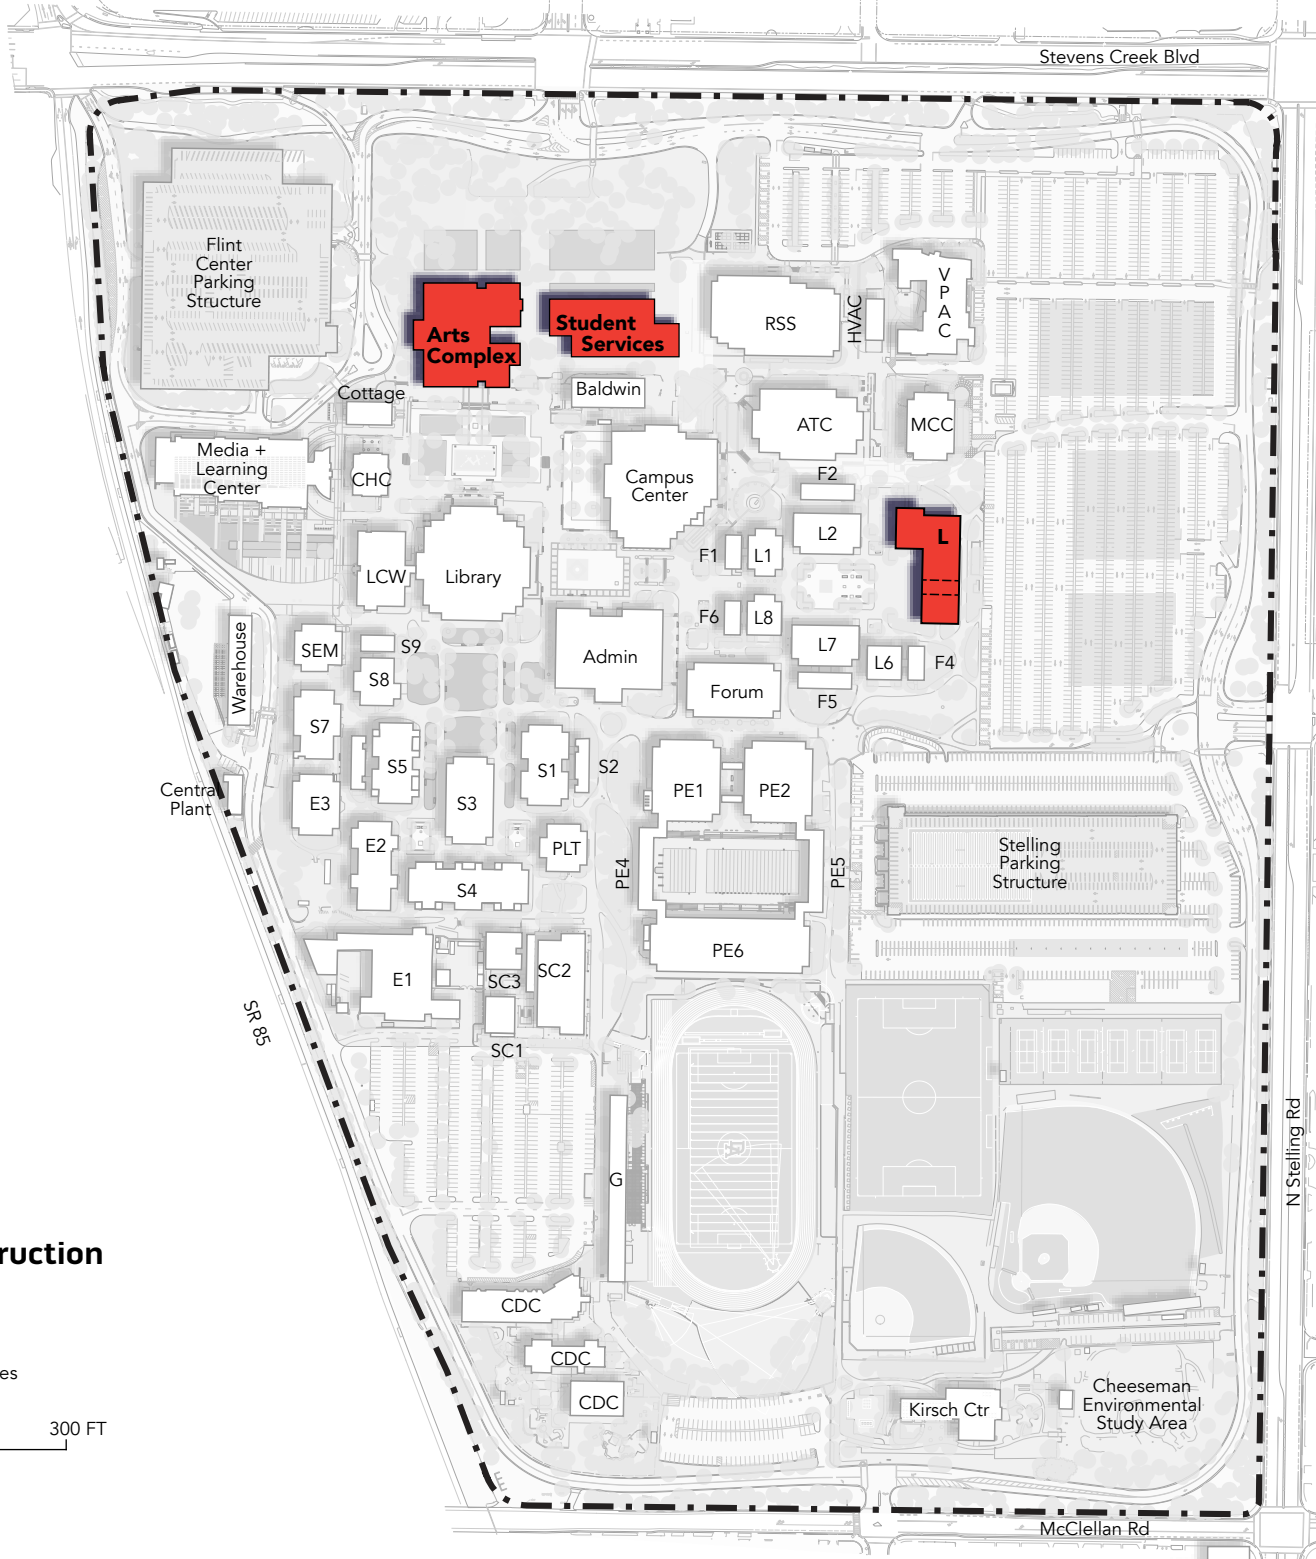 Stevens Creek Blvd
Flint
Center
Parking
Structure
V
P
A
C
HVAC
RSS
Student
Services
Arts
Complex
Baldwin
Cottage
ATC
MCC
Media +
Learning
Center
CHC
Campus
Center
F2
L2
L
F1
L1
LCW
Library
F6
L8
Warehouse
SEM
S9
Admin
L7
L6
F4
S8
Forum
F5
S7
S5
S1
S2
PE1
PE2
Centra
Plant
E3
S3
E2
PLT
Stelling
Parking
Structure
PE4
PE5
S4
PE6
SC2
E1
SC3
SR 85
SC1
N Stelling Rd
G
ruction
CDC
CDC
es
CDC
Kirsch Ctr
Cheeseman
Environmental
Study Area
300 FT
McClellan Rd